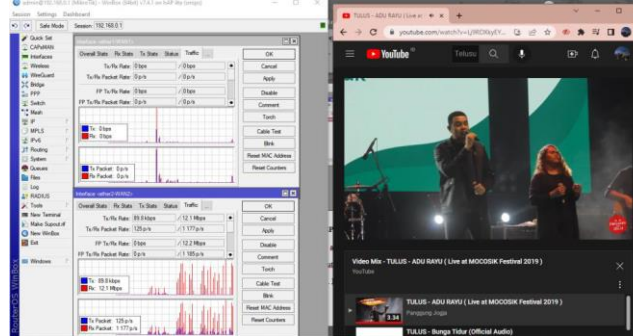 admin@192.168.0.1 (MikroTik) - WinBox (64bit) v7.4.1 on hAP lite (smips)
Session Settings Dashboard
Safe Mode Session: 192.168.0.1
Quick Set
CAPsMAN
Interfaces
Wireless
WireGuard
Bridge
PPP
Switch
Mesh
IP
MPLS
IPv6
Routing
System
Queues
Files
Log
RADIUS
Tools
New Terminal
Make Supout.rif
New WinBox
Exit
Windows
RouterOS WinBox
Overall Stats Rx Stats Tx Stats Status Traffic ...
Tx/Rx Rate: 0 bps / 0 bps
Tx/Rx Packet Rate: 0 p/s / 0 p/s
FP Tx/Rx Rate: 0 bps / 0 bps
FP Tx/Rx Packet Rate: 0 p/s / 0 p/s
Tx: 0 bps
Rx: 0 bps
Tx Packet: 0 p/s
Rx Packet: 0 p/s
OK
Cancel
Apply
Disable
Comment
Torch
Cable Test
Blink
Reset MAC Address
Reset Counters
Overall Stats Rx Stats Tx Stats Status Traffic ...
Tx/Rx Rate: 89.8 kbps / 12.1 Mbps
Tx/Rx Packet Rate: 125 p/s / 1 177 p/s
FP Tx/Rx Rate: 0 bps / 12.2 Mbps
FP Tx/Rx Packet Rate: 0 p/s / 1 185 p/s
Tx: 89.8 kbps
Rx: 12.1 Mbps
Tx Packet: 125 p/s
Rx Packet: 1 177 p/s
OK
Cancel
Apply
Disable
Comment
Torch
Cable Test
Blink
Reset MAC Address
Reset Counters
TULUS - ADU RAYU ( Live at
YouTube
Telusu
Video Mix - TULUS - ADU RAYU ( Live at MOCOSIK Festival 2019 )
YouTube
3:34
TULUS - ADU RAYU ( Live at MOCOSIK Festival 2019 )
Panggung Jogja
TULUS - Bunga Tidur (Official Audio)